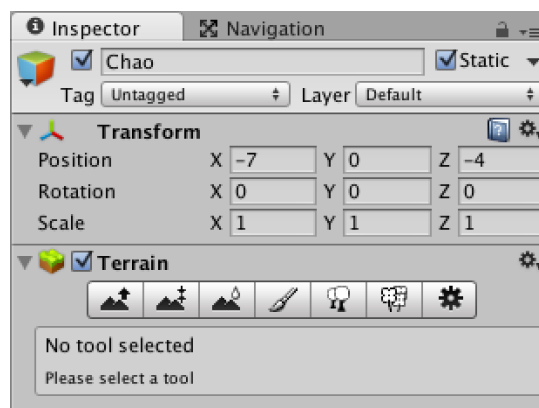 Inspector Navigation
Chao Static
Tag Untagged Layer Default
Transform
Position X -7 Y 0 Z -4
Rotation X 0 Y 0 Z 0
Scale X 1 Y 1 Z 1
Terrain
No tool selected
Please select a tool